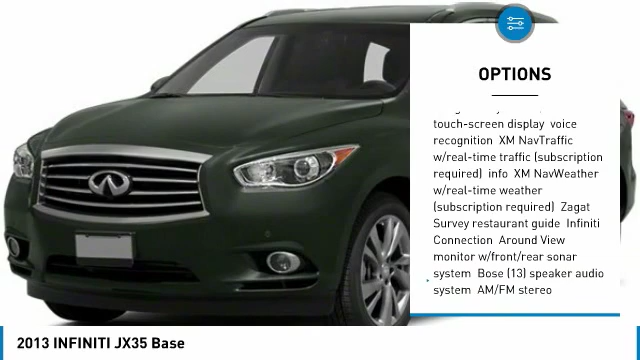 OPTIONS
touch-screen display voice
recognition XM NavTraffic
w/real-time traffic (subscription
required) info XM NavWeather
w/real-time weather
(subscription required) Zagat
Survey restaurant guide Infiniti
Connection Around View
monitor w/front/rear sonar
system Bose (13) speaker audio
system AM/FM stereo
2013 INFINITI JX35 Base